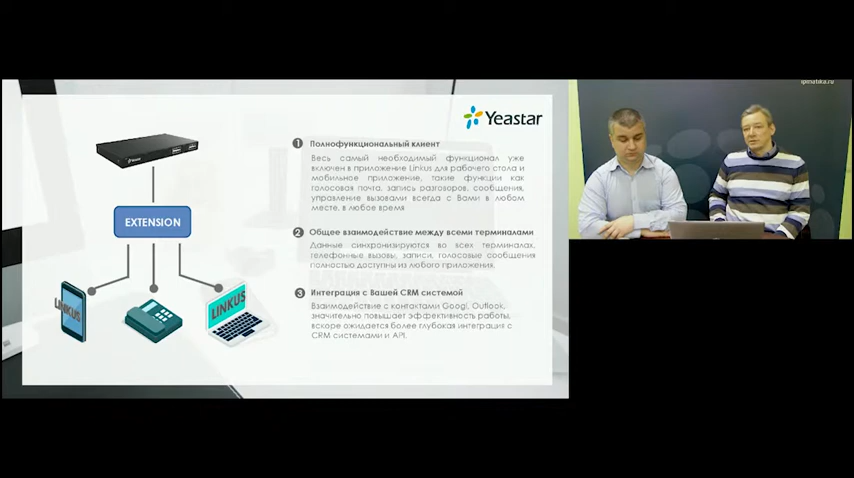 Yeastar
EXTENSION
LINKUS
LINKUS
1 Полнофункциональный клиент
Весь самый необходимый функционал уже
включен в приложение Linkus для рабочего стола и
мобильное приложение, такие функции как
голосовая почта, запись разговоров, сообщения,
управление вызовами всегда с Вами в любом
месте, в любое время
2 Общее взаимодействие между всеми терминалами
Данные синхронизируются во всех терминалах,
телефонные вызовы, записи, голосовые сообщения
полностью доступны из любого приложения.
3 Интеграция с Вашей CRM системой
Взаимодействие с контактами Googl, Outlook,
значительно повышает эффективность работы,
вскоре ожидается более глубокая интеграция с
CRM системами и API.
ipmatika.ru